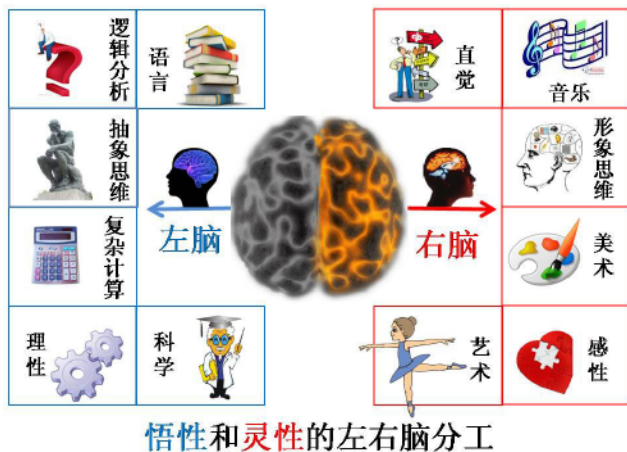 逻辑分析
语言
直觉
音乐
抽象思维
形象思维
左脑
右脑
复杂计算
美术
理性
科学
艺术
感性
悟性和灵性的左右脑分工